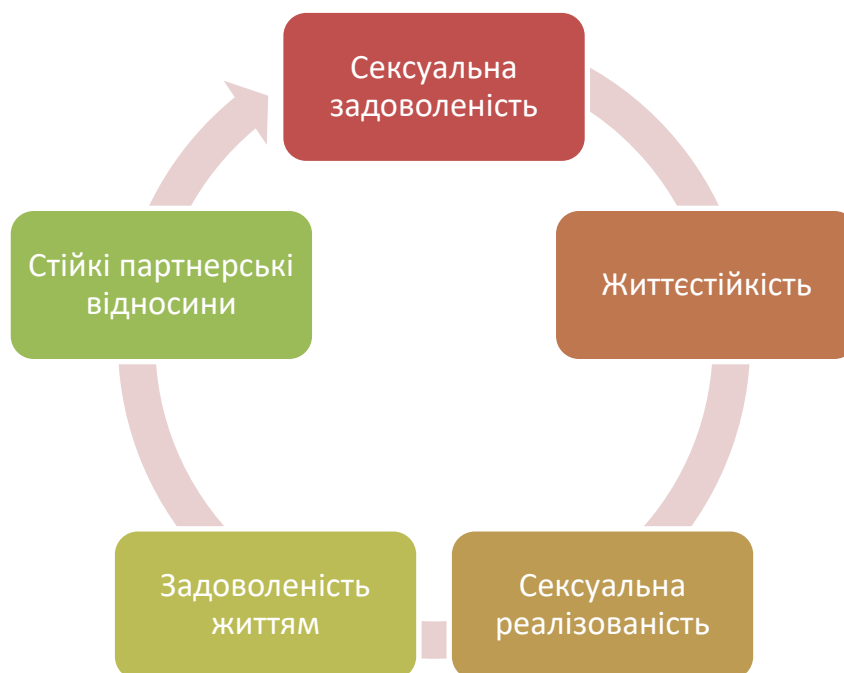 Сексуальна
задоволеність
Життєстійкість
Сексуальна
реалізованість
Задоволеність
життям
Стійкі партнерські
відносини